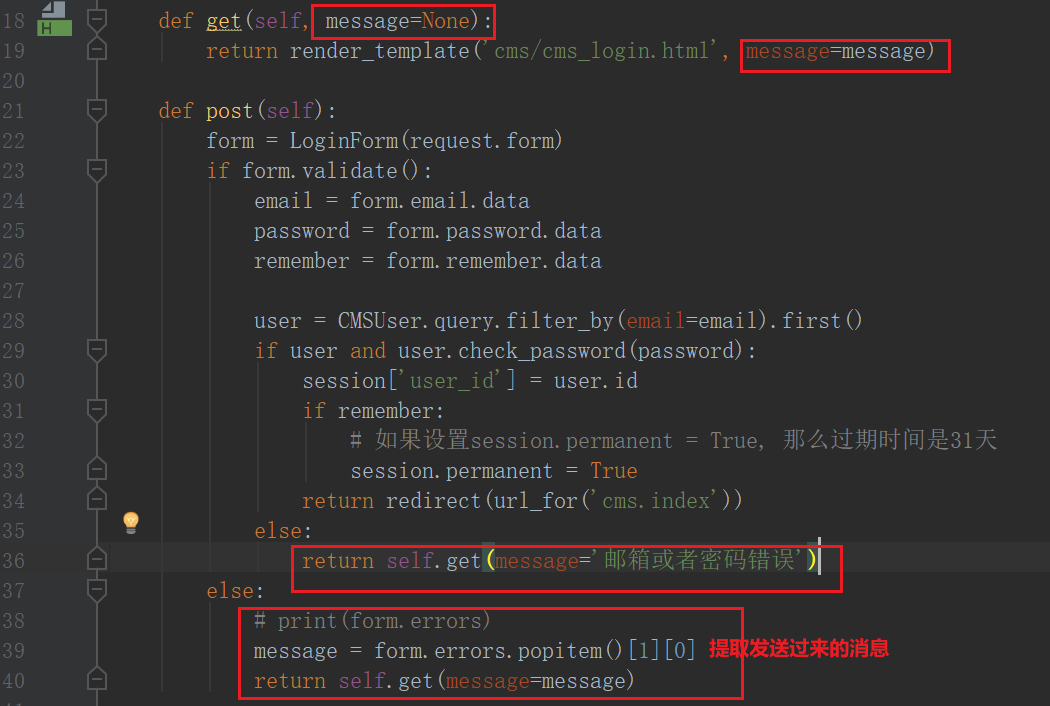 18 H def get(self, message=None):
19 return render_template('cms/cms_login.html', message=message)
20
21 def post(self):
22 form = LoginForm(request.form)
23 if form.validate():
24 email = form.email.data
25 password = form.password.data
26 remember = form.remember.data
27
28 user = CMSUser.query.filter_by(email=email).first()
29 if user and user.check_password(password):
30 session['user_id'] = user.id
31 if remember:
32 # 如果设置session.permanent = True, 那么过期时间是31天
33 session.permanent = True
34 return redirect(url_for('cms.index'))
35 else:
36 return self.get(message='邮箱或者密码错误')
37 else:
38 # print(form.errors)
39 message = form.errors.popitem()[1][0] 提取发送过来的消息
40 return self.get(message=message)